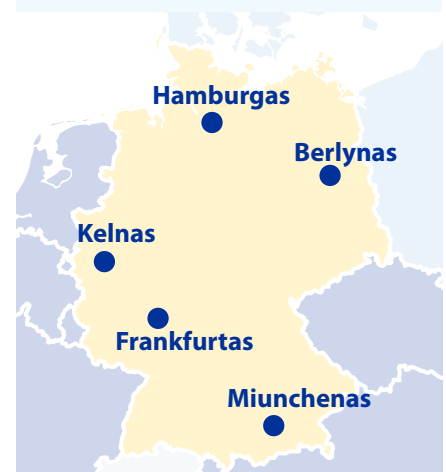 Hamburgas
Berlynas
Kelnas
Frankfurtas
Miunchenas